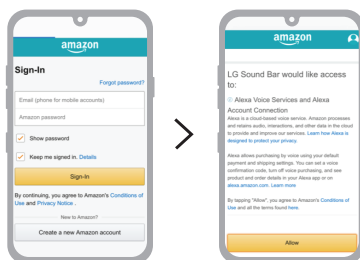 amazon
Sign-In
Forgot password?
Email (phone for mobile accounts)
Amazon password
Show password
Keep me signed in. Details
Sign-In
By continuing, you agree to Amazon's Conditions of
Use and Privacy Notice .
New to Amazon?
Create a new Amazon account
amazon
LG Sound Bar would like access
to:
Alexa Voice Services and Alexa
Account Connection
Alexa is a cloud-based voice service. Amazon processes
and retains audio, interactions, and other data in the cloud
to provide and improve our services. Learn how Alexa is
designed to protect your privacy.
Alexa allows purchasing by voice using your default
payment and shipping settings. You can set a voice
confirmation code, turn off voice purchasing, and see
product and order details in your Alexa app or on
alexa.amazon.com. Learn more
By tapping "Allow", you agree to Amazon's Conditions of
Use and all the terms found here.
Allow